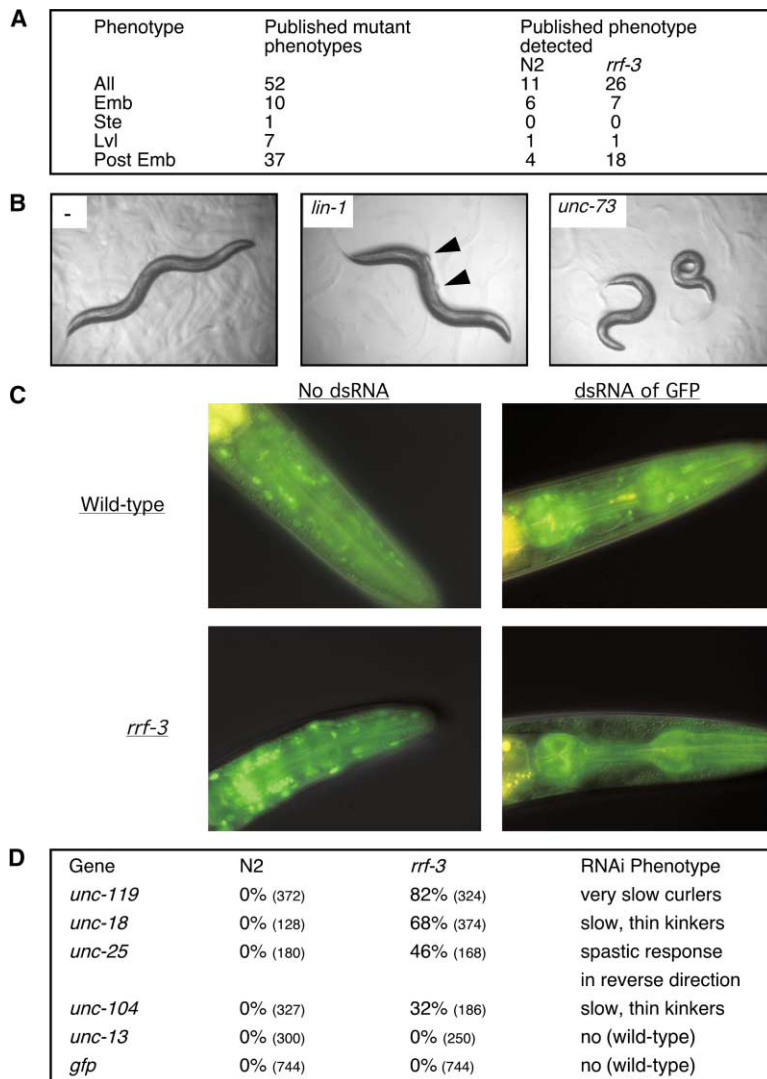 A
Phenotype Published mutant phenotypes Published phenotype detected
N2 rrf-3
All 52 11 26
Emb 10 6 7
Ste 1 0 0
Lvl 7 1 1
Post Emb 37 4 18
B
- lin-1 unc-73
C
No dsRNA dsRNA of GFP
Wild-type
rrf-3
D
Gene N2 rrf-3 RNAi Phenotype
unc-119 0% (372) 82% (324) very slow curlers
unc-18 0% (128) 68% (374) slow, thin kinkers
unc-25 0% (180) 46% (168) spastic response
in reverse direction
unc-104 0% (327) 32% (186) slow, thin kinkers
unc-13 0% (300) 0% (250) no (wild-type)
gfp 0% (744) 0% (744) no (wild-type)